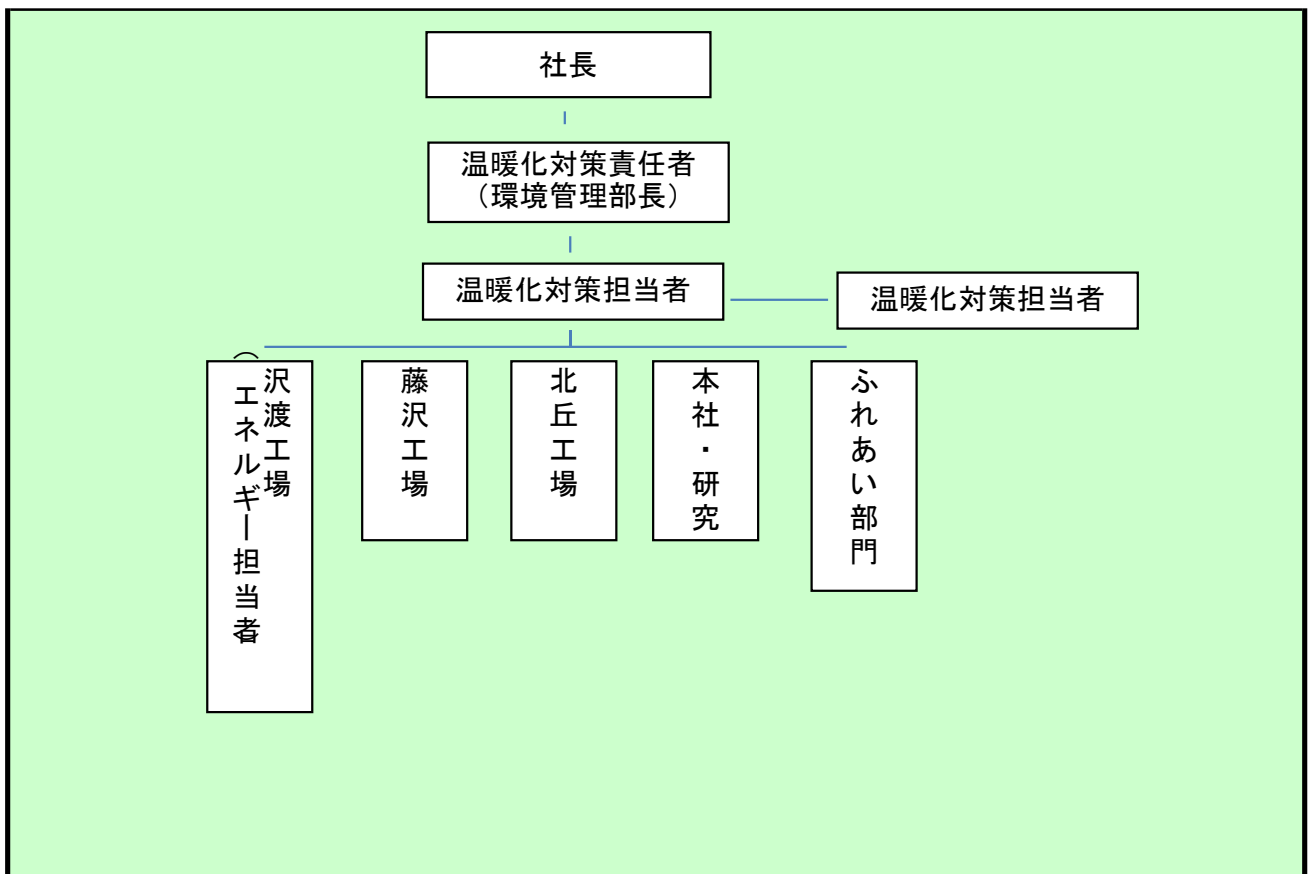 社長
温暖化対策責任者
（環境管理部長）
温暖化対策担当者
温暖化対策担当者
沢渡工場
（エネルギー担当者）
藤沢工場
北丘工場
本社・研究
ふれあい部門